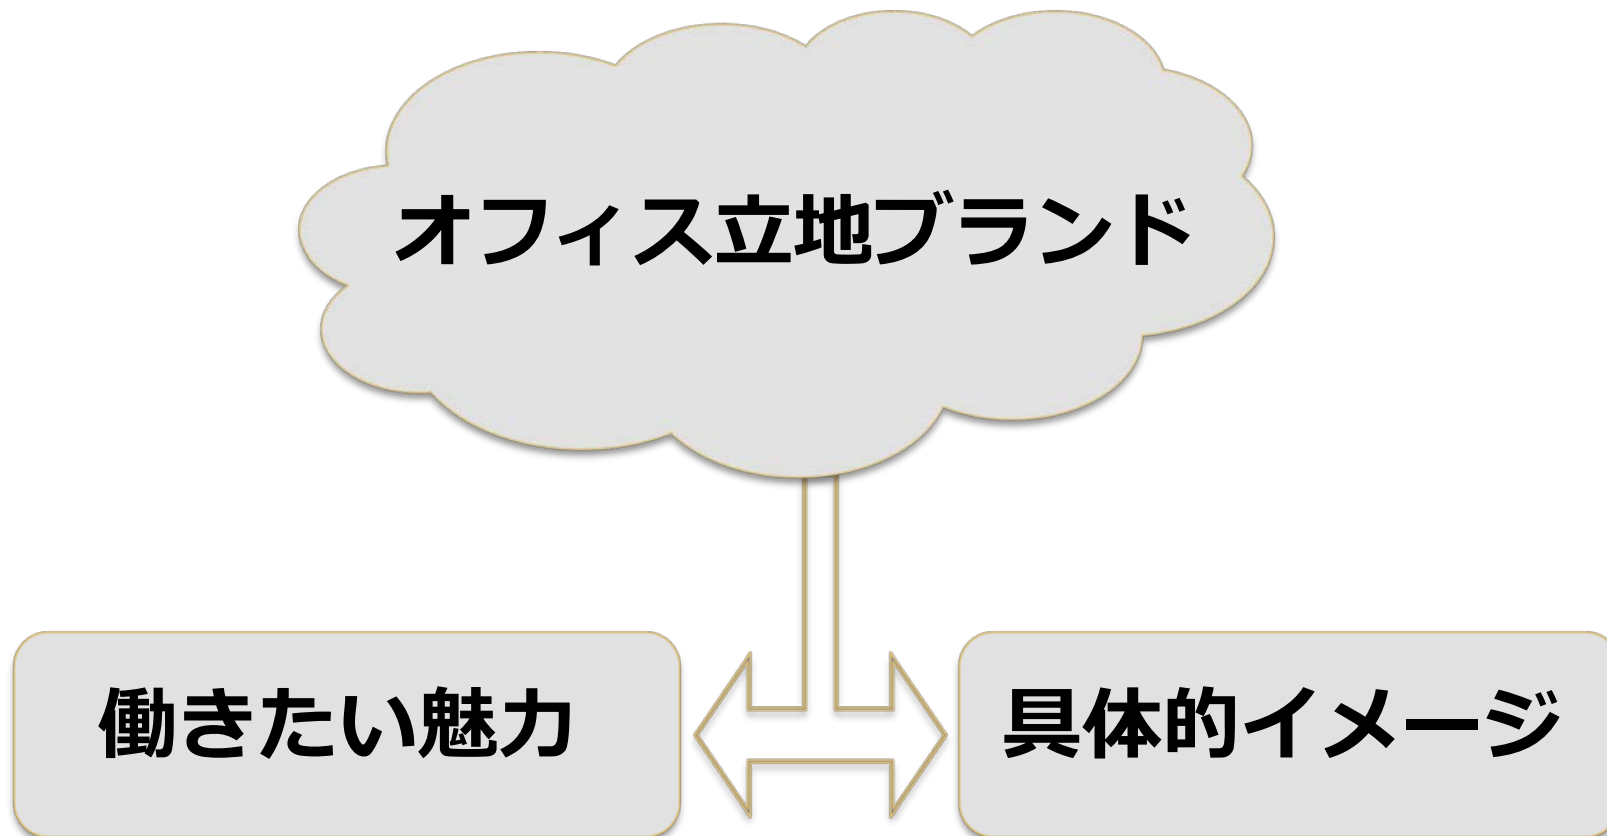 オフィス立地ブランド
働きたい魅力
具体的イメージ